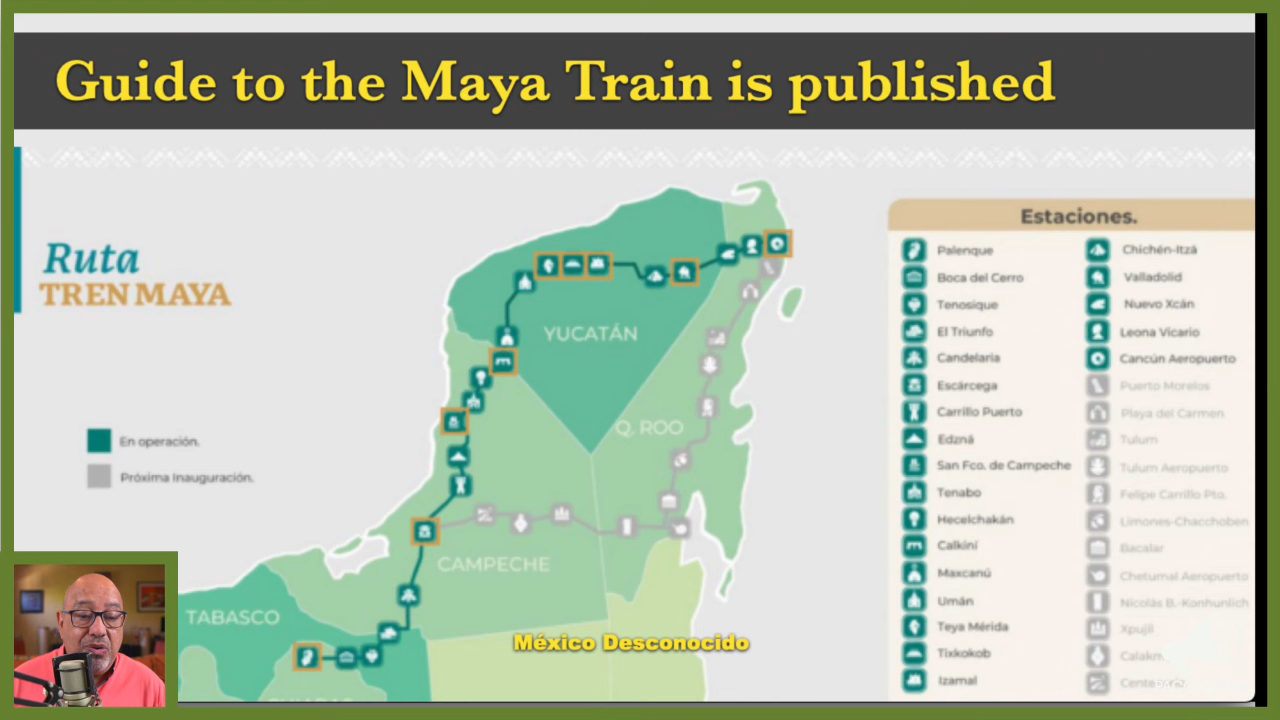 Guide to the Maya Train is published
Ruta
TREN MAYA
En operación.
Próxima Inauguración.
YUCATÁN
Q. ROO
CAMPECHE
TABASCO
México Desconocido
Estaciones.
Palenque
Boca del Cerro
Tenosique
El Triunfo
Candelaria
Escárcega
Carrillo Puerto
Edzná
San Fco. de Campeche
Tenabo
Hecelchakán
Calkiní
Maxcanú
Umán
Teya Mérida
Tixkokob
Izamal
Chichén-Itzá
Valladolid
Nuevo Xcán
Leona Vicario
Cancún Aeropuerto
Puerto Morelos
Playa del Carmen
Tulum
Tulum Aeropuerto
Felipe Carrillo Pto.
Limones-Chacchoben
Bacalar
Chetumal Aeropuerto
Nicolás B.-Konhunlich
Xpujil